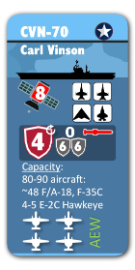 CVN-70
Carl Vinson
8
4
0
6 6
Capacity:
80-90 aircraft:
~48 F/A-18, F-35C
4-5 E-2C Hawkeye
AEW